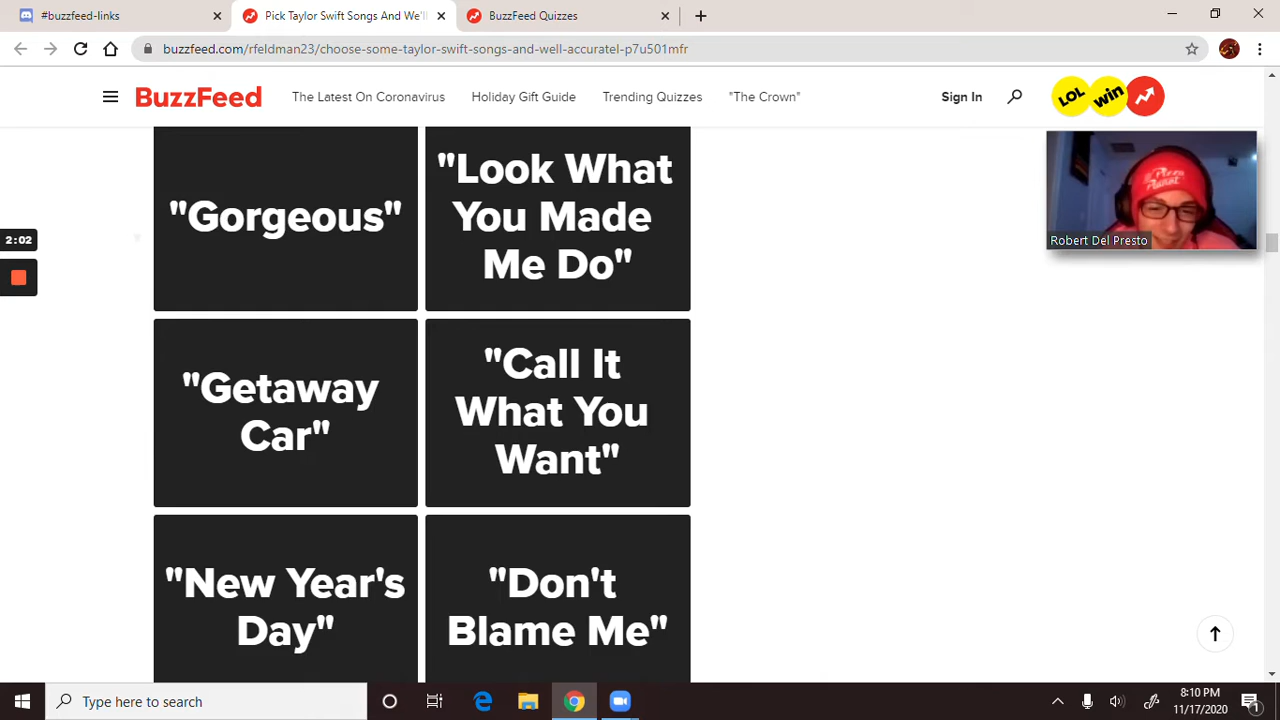 #buzzfeed-links
Pick Taylor Swift Songs And We'll
BuzzFeed Quizzes
buzzfeed.com/rfeldman23/choose-some-taylor-swift-songs-and-well-accuratel-p7u501mfr
BuzzFeed
The Latest On Coronavirus
Holiday Gift Guide
Trending Quizzes
"The Crown"
Sign In
LOL
win
"Gorgeous"
"Look What
You Made
Me Do"
Pizza
Planet
Robert Del Presto
2:02
"Getaway
Car"
"Call It
What You
Want"
"New Year's
Day"
"Don't
Blame Me"
Type here to search
8:10 PM
11/17/2020
1